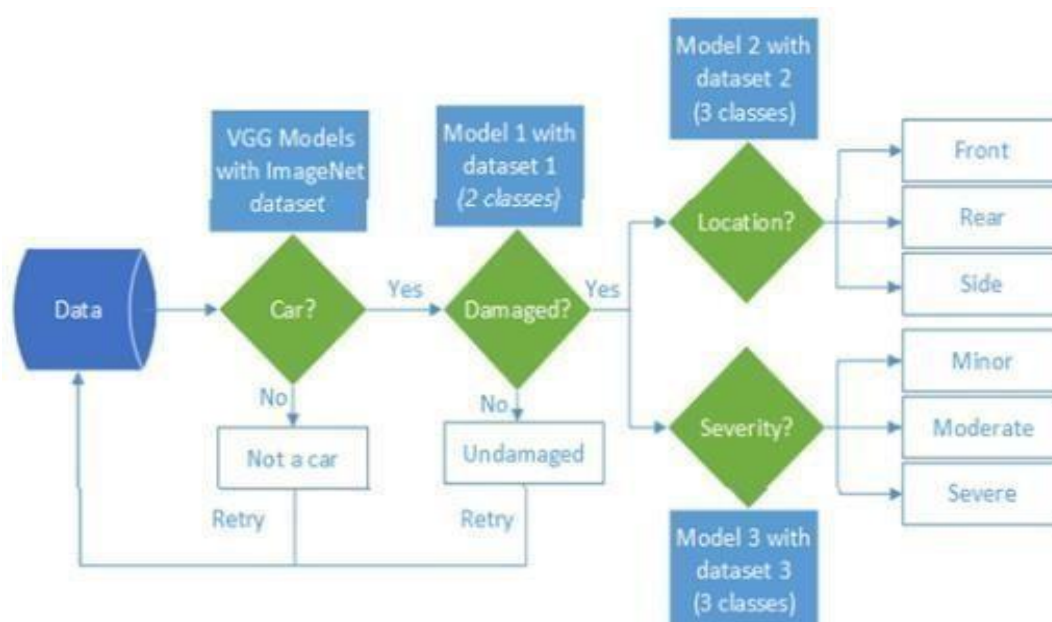 Model 2 with
dataset 2
(3 classes)
VGG Models
with ImageNet
dataset
Model 1 with
dataset 1
(2 classes)
Front
Location?
Rear
Data
Car?
Yes
Damaged?
Yes
Side
Minor
No
No
Not a car
Undamaged
Severity?
Moderate
Retry
Retry
Severe
Model 3 with
dataset 3
(3 classes)